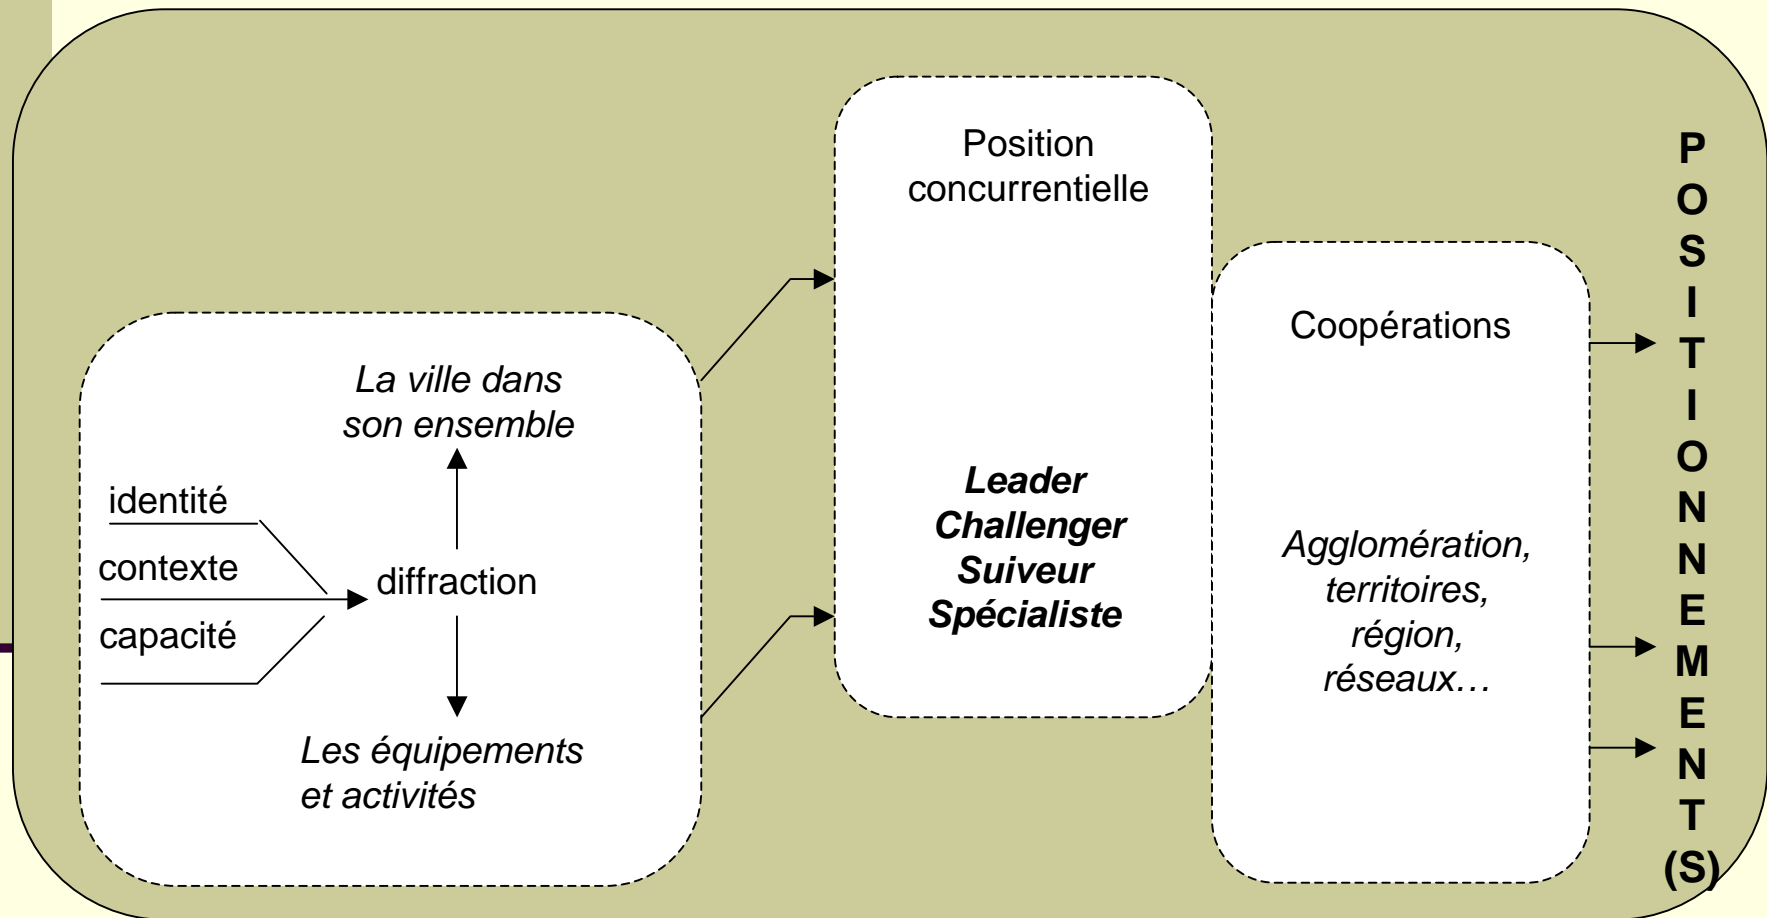 La ville dans
son ensemble
identité
contexte
capacité
diffraction
Les équipements
et activités
Position
concurrentielle
Leader
Challenger
Suiveur
Spécialiste
Coopérations
Agglomération,
territoires,
région,
réseaux…
P
O
S
I
T
I
O
N
N
E
M
E
N
T
(S)